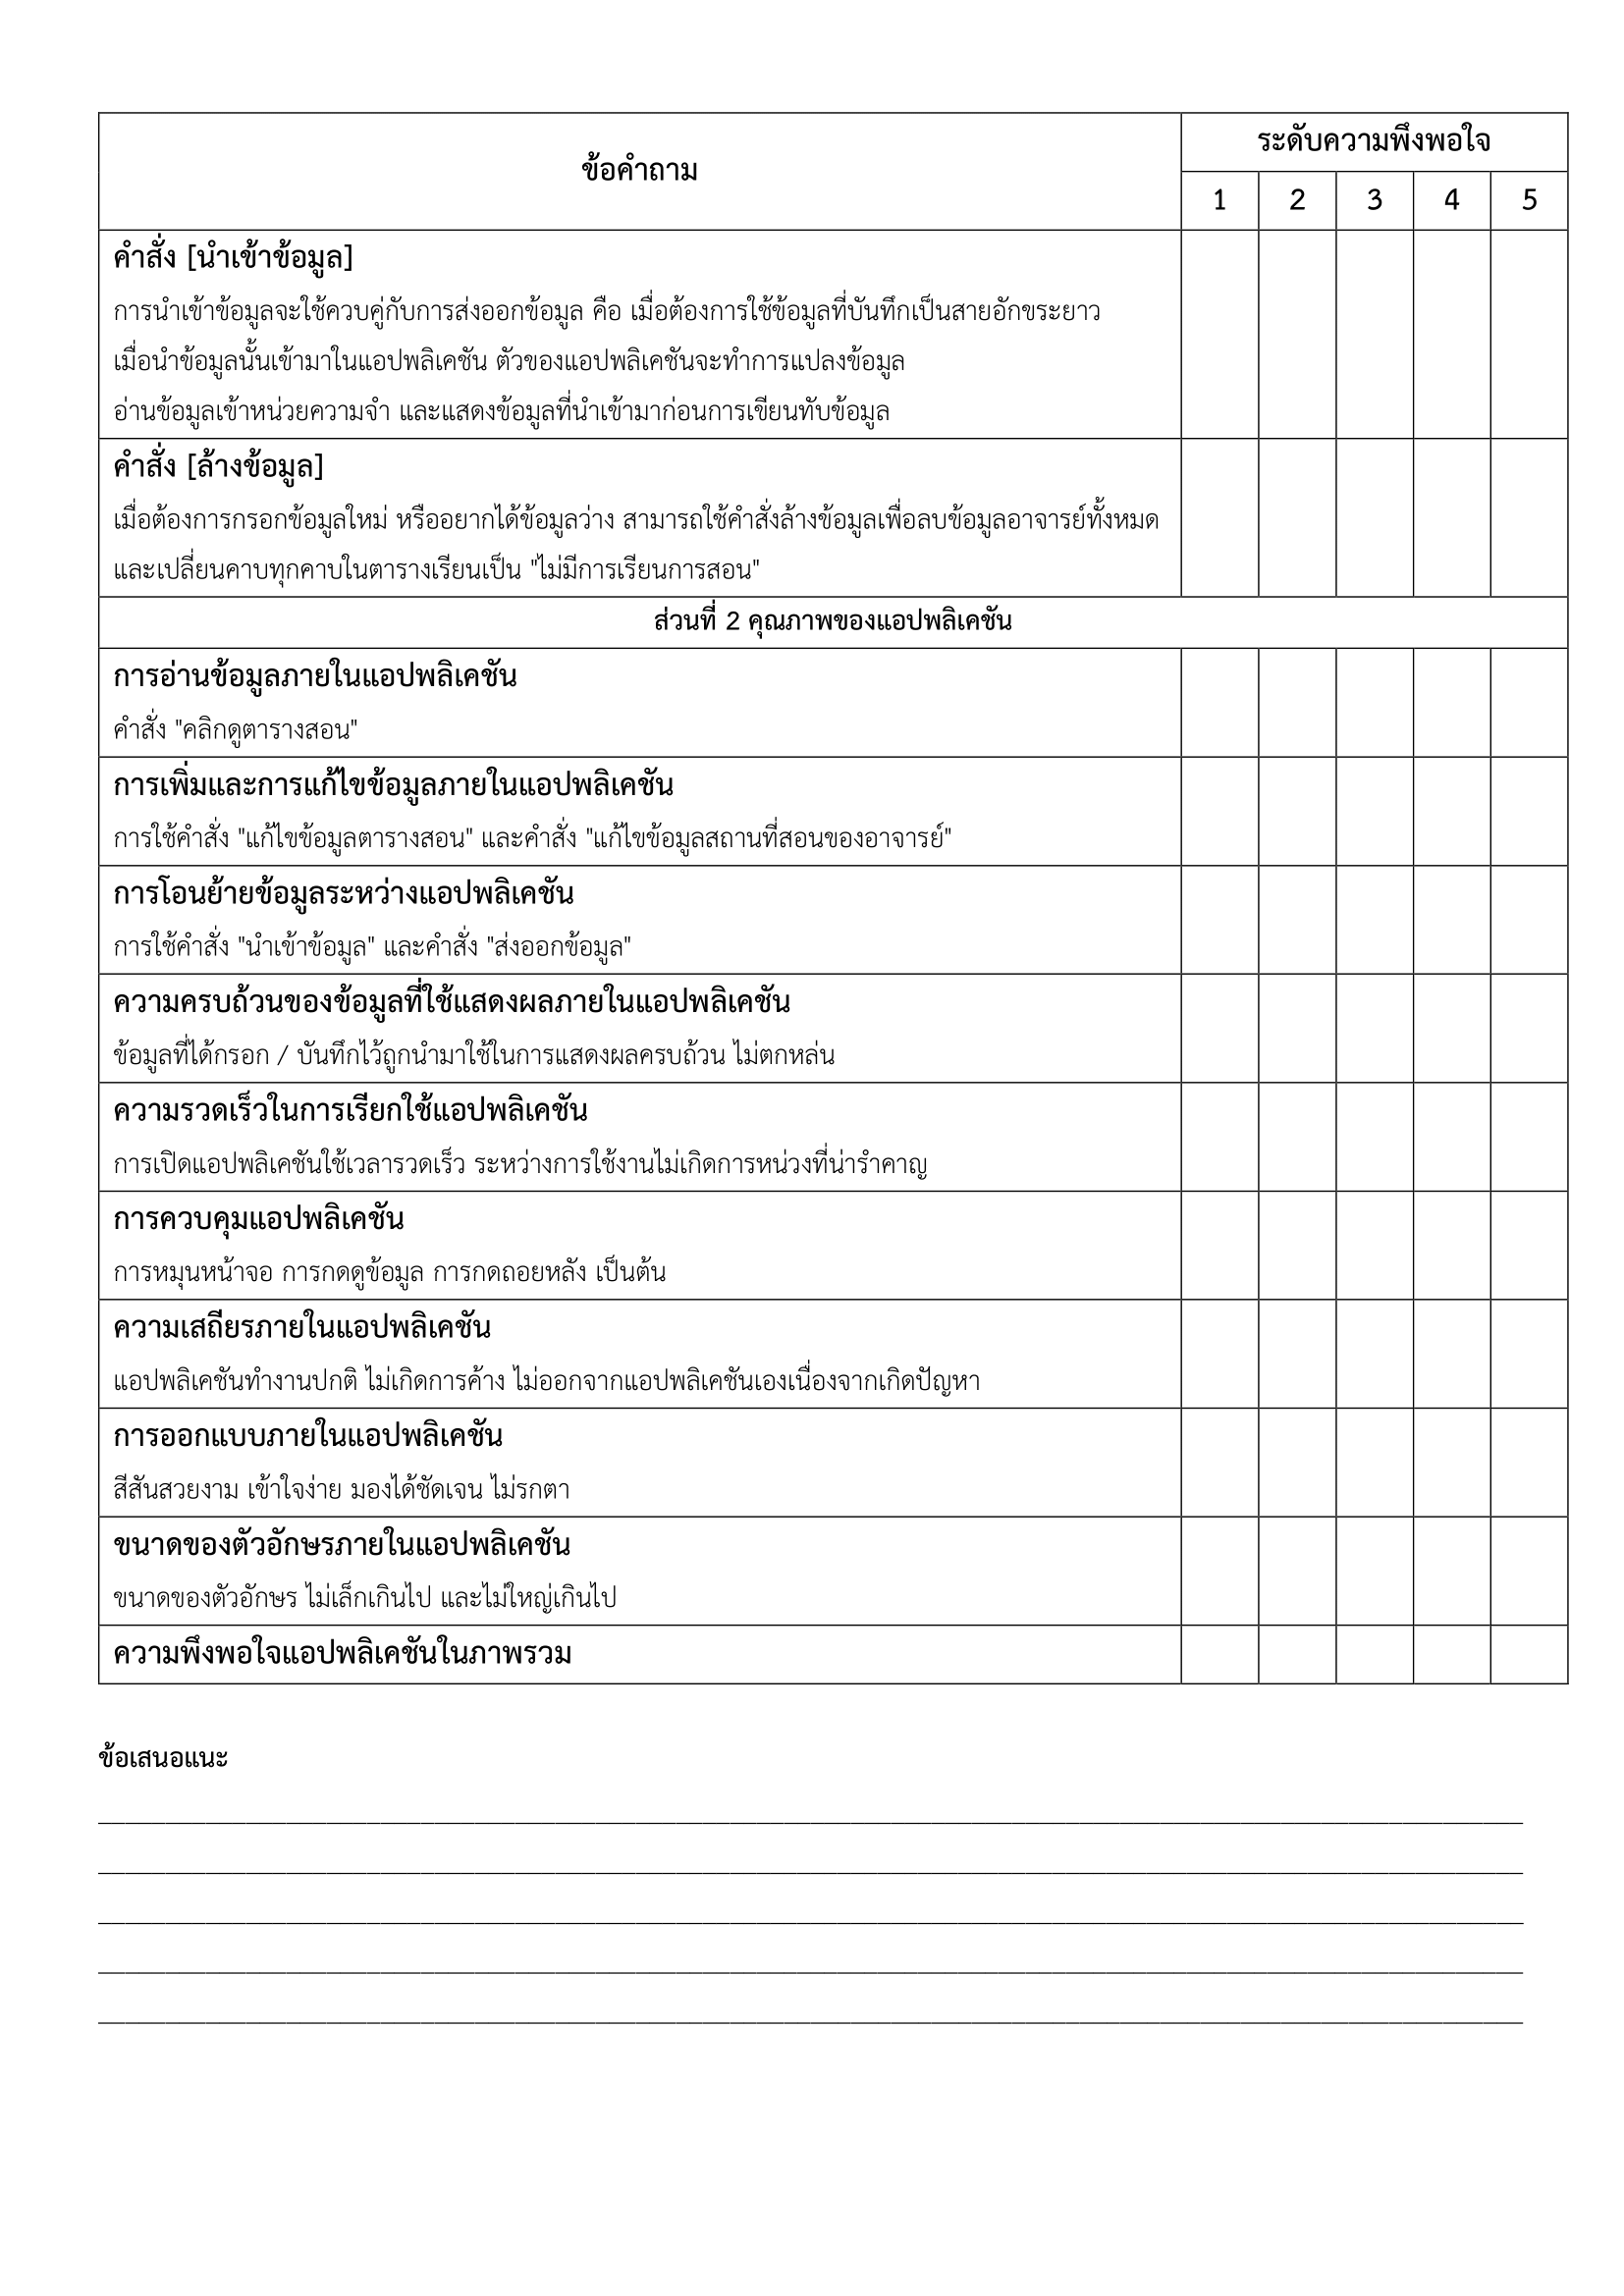 ข้อคำถาม
ระดับความพึงพอใจ
1 2 3 4 5
คำสั่ง [นำเข้าข้อมูล]
การนำเข้าข้อมูลจะใช้ควบคู่กับการส่งออกข้อมูล คือ เมื่อต้องการใช้ข้อมูลที่บันทึกเป็นสายอักขระยาว
เมื่อนำข้อมูลนั้นเข้ามาในแอปพลิเคชัน ตัวของแอปพลิเคชันจะทำการแปลงข้อมูล
อ่านข้อมูลเข้าหน่วยความจำ และแสดงข้อมูลที่นำเข้ามาก่อนการเขียนทับข้อมูล
คำสั่ง [ล้างข้อมูล]
เมื่อต้องการกรอกข้อมูลใหม่ หรืออยากได้ข้อมูลว่าง สามารถใช้คำสั่งล้างข้อมูลเพื่อลบข้อมูลอาจารย์ทั้งหมด
และเปลี่ยนคาบทุกคาบในตารางเรียนเป็น "ไม่มีการเรียนการสอน"
ส่วนที่ 2 คุณภาพของแอปพลิเคชัน
การอ่านข้อมูลภายในแอปพลิเคชัน
คำสั่ง "คลิกดูตารางสอน"
การเพิ่มและการแก้ไขข้อมูลภายในแอปพลิเคชัน
การใช้คำสั่ง "แก้ไขข้อมูลตารางสอน" และคำสั่ง "แก้ไขข้อมูลสถานที่สอนของอาจารย์"
การโอนย้ายข้อมูลระหว่างแอปพลิเคชัน
การใช้คำสั่ง "นำเข้าข้อมูล" และคำสั่ง "ส่งออกข้อมูล"
ความครบถ้วนของข้อมูลที่ใช้แสดงผลภายในแอปพลิเคชัน
ข้อมูลที่ได้กรอก / บันทึกไว้ถูกนำมาใช้ในการแสดงผลครบถ้วน ไม่ตกหล่น
ความรวดเร็วในการเรียกใช้แอปพลิเคชัน
การเปิดแอปพลิเคชันใช้เวลารวดเร็ว ระหว่างการใช้งานไม่เกิดการหน่วงที่น่ารำคาญ
การควบคุมแอปพลิเคชัน
การหมุนหน้าจอ การกดดูข้อมูล การกดถอยหลัง เป็นต้น
ความเสถียรภายในแอปพลิเคชัน
แอปพลิเคชันทำงานปกติ ไม่เกิดการค้าง ไม่ออกจากแอปพลิเคชันเองเนื่องจากเกิดปัญหา
การออกแบบภายในแอปพลิเคชัน
สีสันสวยงาม เข้าใจง่าย มองได้ชัดเจน ไม่รกตา
ขนาดของตัวอักษรภายในแอปพลิเคชัน
ขนาดของตัวอักษร ไม่เล็กเกินไป และไม่ใหญ่เกินไป
ความพึงพอใจแอปพลิเคชันในภาพรวม
ข้อเสนอแนะ